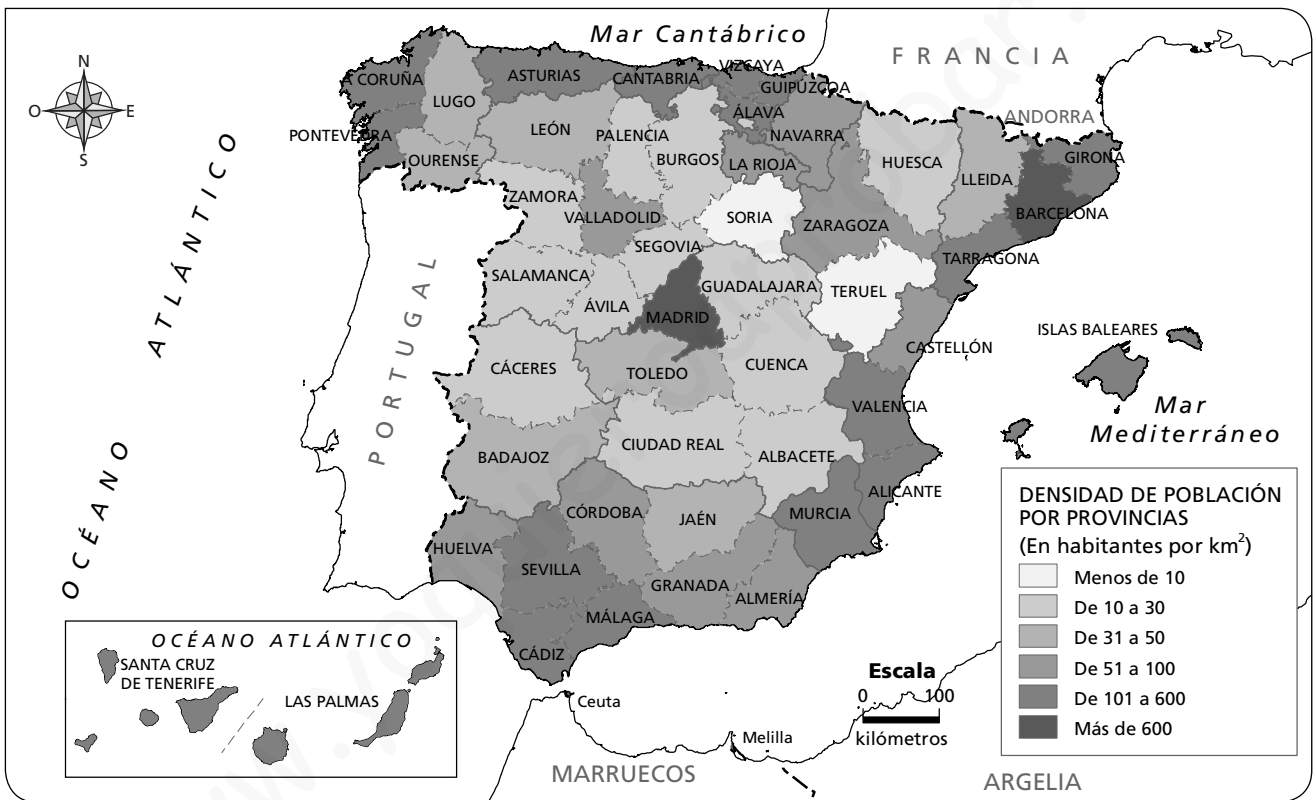 Mar Cantábrico
FRANCIA
N
O
E
S
A CORUÑA
LUGO
ASTURIAS
CANTABRIA
VIZCAYA
GUIPÚZCOA
ÁLAVA
NAVARRA
ANDORRA
PONTEVEDRA
OURENSE
LEÓN
PALENCIA
BURGOS
LA RIOJA
HUESCA
LLEIDA
GIRONA
BARCELONA
ZAMORA
VALLADOLID
SORIA
ZARAGOZA
TARRAGONA
SEGOVIA
SALAMANCA
ÁVILA
MADRID
GUADALAJARA
TERUEL
OCÉANO ATLÁNTICO
PORTUGAL
CÁCERES
TOLEDO
CUENCA
CASTELLÓN
ISLAS BALEARES
VALENCIA
Mar
Mediterráneo
BADAJOZ
CIUDAD REAL
ALBACETE
ALICANTE
MURCIA
CÓRDOBA
JAÉN
HUELVA
SEVILLA
GRANADA
ALMERÍA
MÁLAGA
CÁDIZ
DENSIDAD DE POBLACIÓN
POR PROVINCIAS
(En habitantes por km²)
Menos de 10
De 10 a 30
De 31 a 50
De 51 a 100
De 101 a 600
Más de 600
OCÉANO ATLÁNTICO
SANTA CRUZ
DE TENERIFE
LAS PALMAS
Ceuta
Melilla
Escala
0 100
kilómetros
MARRUECOS
ARGELIA